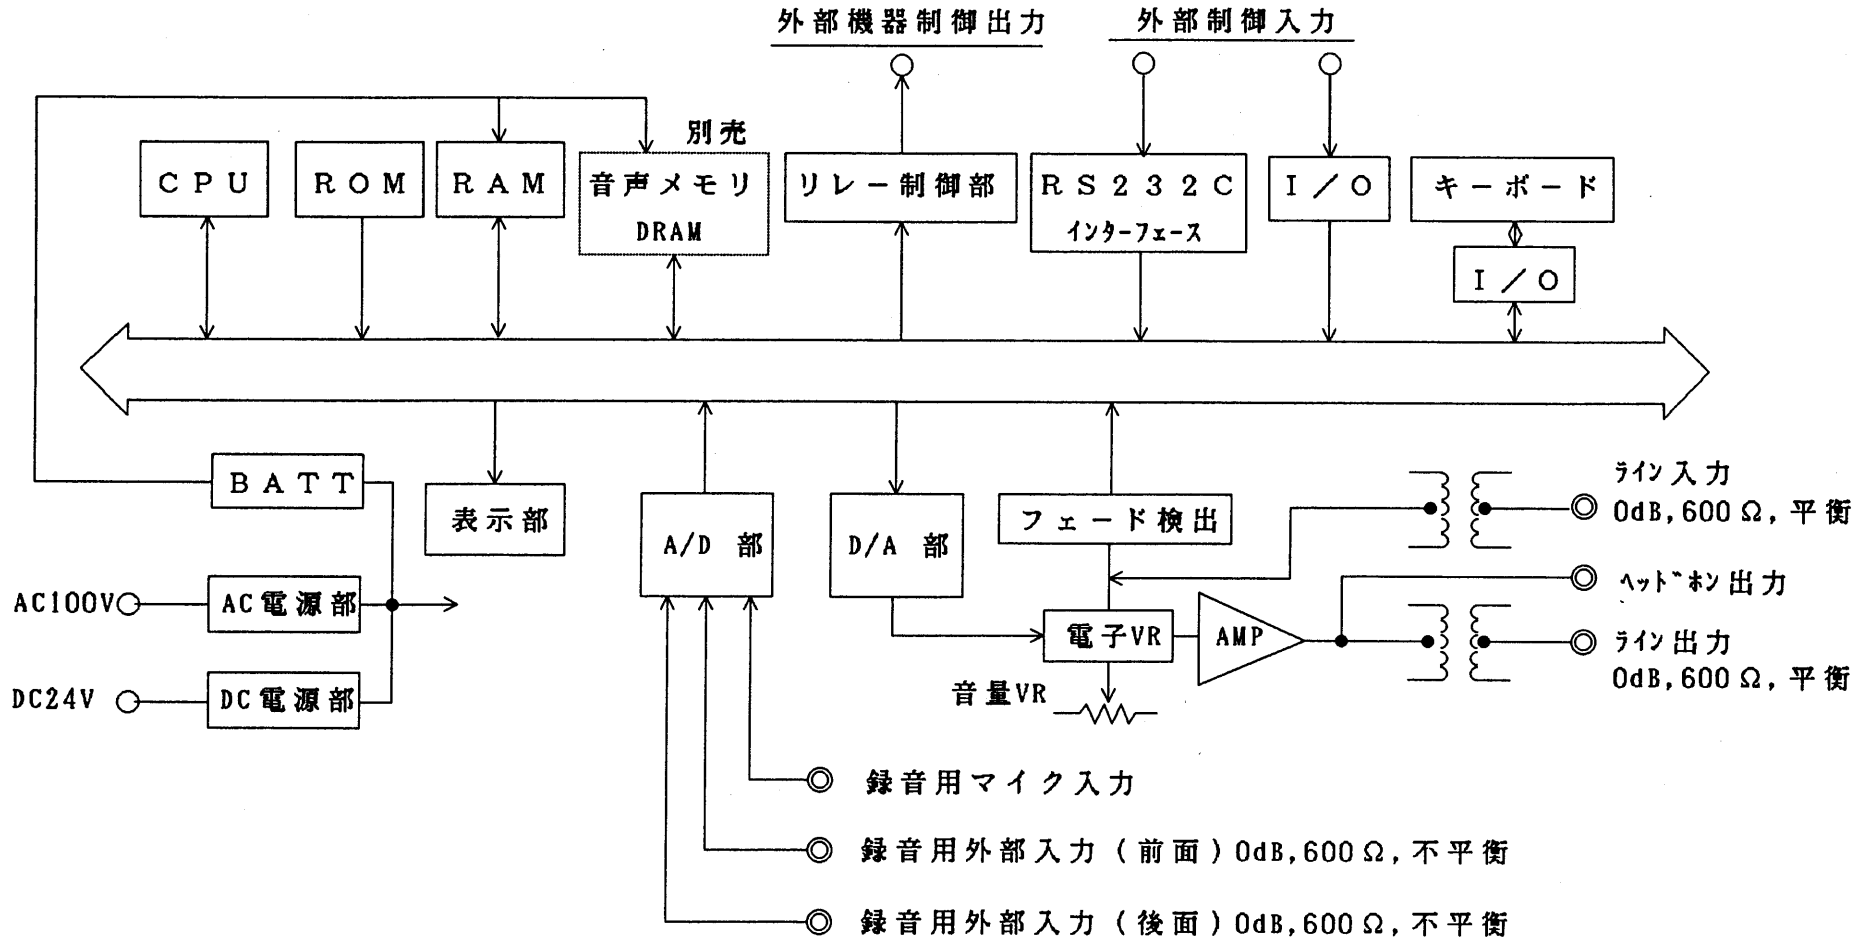 外部機器制御出力
外部制御入力
別売
CPU
ROM
RAM
音声メモリ
DRAM
リレー制御部
RS232C
インターフェース
I/O
キーボード
I/O
BATT
表示部
A/D 部
D/A 部
フェード検出
ライン入力
0dB,600Ω,平衡
AC100V
AC電源部
電子VR
AMP
ヘッドホン出力
ライン出力
0dB,600Ω,平衡
DC24V
DC電源部
音量VR
録音用マイク入力
録音用外部入力(前面)0dB,600Ω,不平衡
録音用外部入力(後面)0dB,600Ω,不平衡